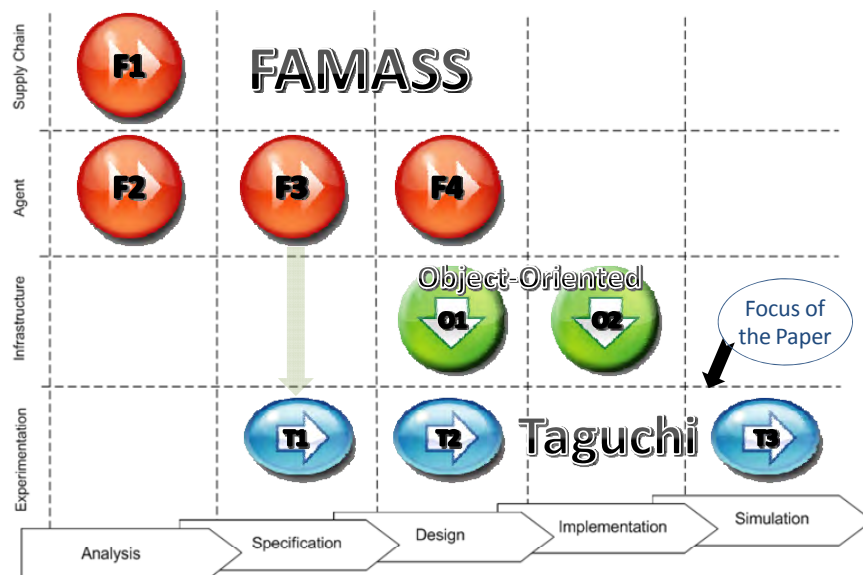 Supply Chain
F1
FAMASS
Agent
F2
F3
F4
Infrastructure
Object-Oriented
O1
O2
Focus of
the Paper
Experimentation
T1
T2
Taguchi
T3
Analysis
Specification
Design
Implementation
Simulation